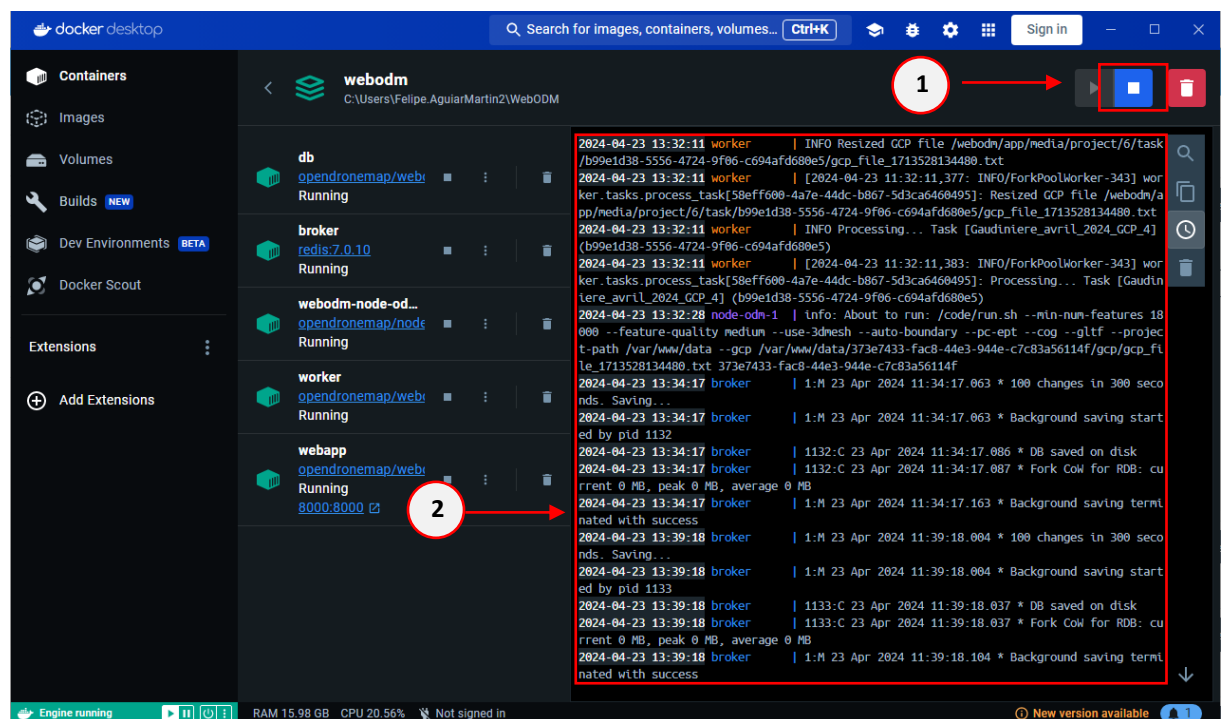 docker desktop
Search for images, containers, volumes... Ctrl+K
Sign in
Containers
Images
Volumes
Builds NEW
Dev Environments BETA
Docker Scout
Extensions
Add Extensions
webodm
C:\Users\Felipe.AguiarMartin2\WebODM
1
db
opendronemap/webo
Running
broker
redis:7.0.10
Running
webodm-node-od...
opendronemap/node
Running
worker
opendronemap/webo
Running
webapp
opendronemap/webo
Running
8000:8000
2
2024-04-23 13:32:11 worker | INFO Resized GCP file /webodm/app/media/project/6/task
/b99e1d38-5556-4724-9f06-c694afd680e5/gcp_file_1713528134480.txt
2024-04-23 13:32:11 worker | [2024-04-23 11:32:11,377: INFO/ForkPoolWorker-343] wor
ker.tasks.process_task[58eff600-4a7e-44dc-b867-5d3ca6460495]: Resized GCP file /webodm/a
pp/media/project/6/task/b99e1d38-5556-4724-9f06-c694afd680e5/gcp_file_1713528134480.txt
2024-04-23 13:32:11 worker | INFO Processing... Task [Gaudiniere_avril_2024_GCP_4]
(b99e1d38-5556-4724-9f06-c694afd680e5)
2024-04-23 13:32:11 worker | [2024-04-23 11:32:11,383: INFO/ForkPoolWorker-343] wor
ker.tasks.process_task[58eff600-4a7e-44dc-b867-5d3ca6460495]: Processing... Task [Gaudin
iere_avril_2024_GCP_4] (b99e1d38-5556-4724-9f06-c694afd680e5)
2024-04-23 13:32:28 node-odm-1 | info: About to run: /code/run.sh --min-num-features 18
000 --feature-quality medium --use-3dmesh --auto-boundary --pc-ept --cog --gltf --projec
t-path /var/www/data --gcp /var/www/data/373e7433-fac8-44e3-944e-c7c83a56114f/gcp/gcp_fi
le_1713528134480.txt 373e7433-fac8-44e3-944e-c7c83a56114f
2024-04-23 13:34:17 broker | 1:M 23 Apr 2024 11:34:17.063 * 100 changes in 300 seco
nds. Saving...
2024-04-23 13:34:17 broker | 1:M 23 Apr 2024 11:34:17.063 * Background saving start
ed by pid 1132
2024-04-23 13:34:17 broker | 1132:C 23 Apr 2024 11:34:17.086 * DB saved on disk
2024-04-23 13:34:17 broker | 1132:C 23 Apr 2024 11:34:17.087 * Fork CoW for RDB: cu
rrent 0 MB, peak 0 MB, average 0 MB
2024-04-23 13:34:17 broker | 1:M 23 Apr 2024 11:34:17.163 * Background saving termi
nated with success
2024-04-23 13:39:18 broker | 1:M 23 Apr 2024 11:39:18.004 * 100 changes in 300 seco
nds. Saving...
2024-04-23 13:39:18 broker | 1:M 23 Apr 2024 11:39:18.004 * Background saving start
ed by pid 1133
2024-04-23 13:39:18 broker | 1133:C 23 Apr 2024 11:39:18.037 * DB saved on disk
2024-04-23 13:39:18 broker | 1133:C 23 Apr 2024 11:39:18.037 * Fork CoW for RDB: cu
rrent 0 MB, peak 0 MB, average 0 MB
2024-04-23 13:39:18 broker | 1:M 23 Apr 2024 11:39:18.104 * Background saving termi
nated with success
Engine running
RAM 15.98 GB CPU 20.56% Not signed in
New version available 1